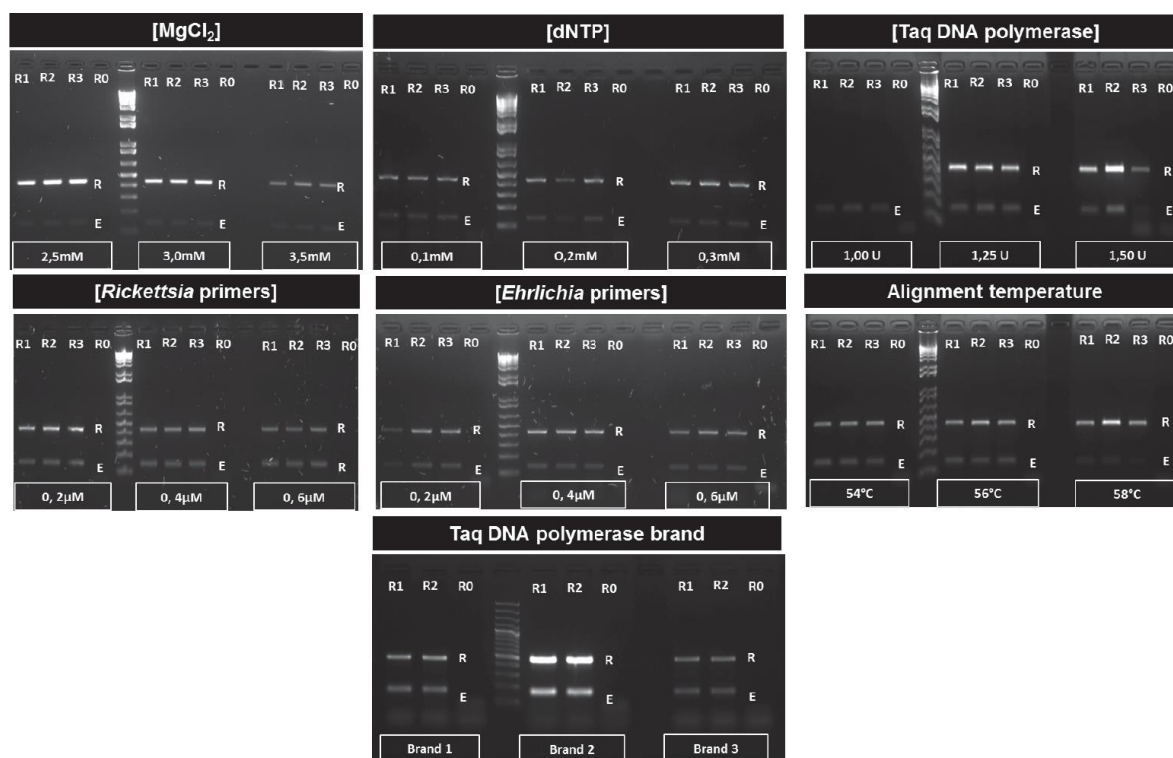 [MgCl₂]
R1 R2 R3 R0 R1 R2 R3 R0 R1 R2 R3 R0
R R R
E E E
2,5mM 3,0mM 3,5mM
[dNTP]
R1 R2 R3 R0 R1 R2 R3 R0 R1 R2 R3 R0
R R R
E E E
0,1mM O,2mM 0,3mM
[Taq DNA polymerase]
R1 R2 R3 R0 R1 R2 R3 R0 R1 R2 R3 R0
R R
E E E
1,00 U 1,25 U 1,50 U
[Rickettsia primers]
R1 R2 R3 R0 R1 R2 R3 R0 R1 R2 R3 R0
R R R
E E R
0, 2µM 0, 4µM 0, 6µM
[Ehrlichia primers]
R1 R2 R3 R0 R1 R2 R3 R0 R1 R2 R3 R0
R R R
E E E
0, 2µM 0, 4µM 0, 6µM
Alignment temperature
R1 R2 R3 R0 R1 R2 R3 R0 R1 R2 R3 R0
R R R
E E E
54°C 56°C 58°C
Taq DNA polymerase brand
R1 R2 R0 R1 R2 R0 R1 R2 R0
R R R
E E E
Brand 1 Brand 2 Brand 3